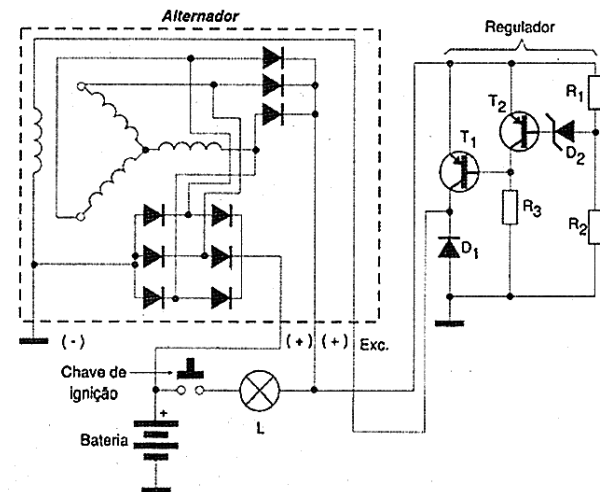 Alternador
Regulador
R1
T2
T1
D2
R3
R2
D1
(-)
(+)
(+)
Exc.
Chave de
ignição
L
+
Bateria